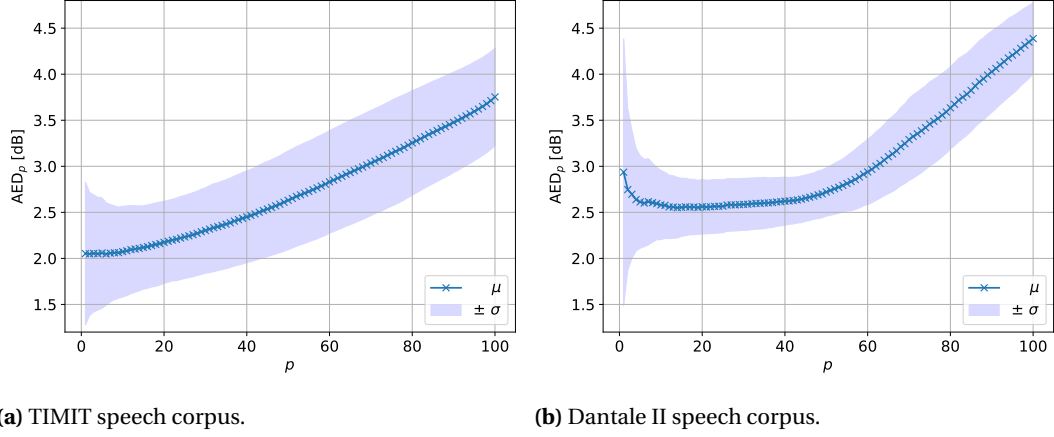 4.5
4.0
3.5
3.0
2.5
2.0
1.5
AEDₚ [dB]
0 20 40 60 80 100
p
μ
± σ
4.5
4.0
3.5
3.0
2.5
2.0
1.5
AEDₚ [dB]
0 20 40 60 80 100
p
μ
± σ
(a) TIMIT speech corpus.
(b) Dantale II speech corpus.